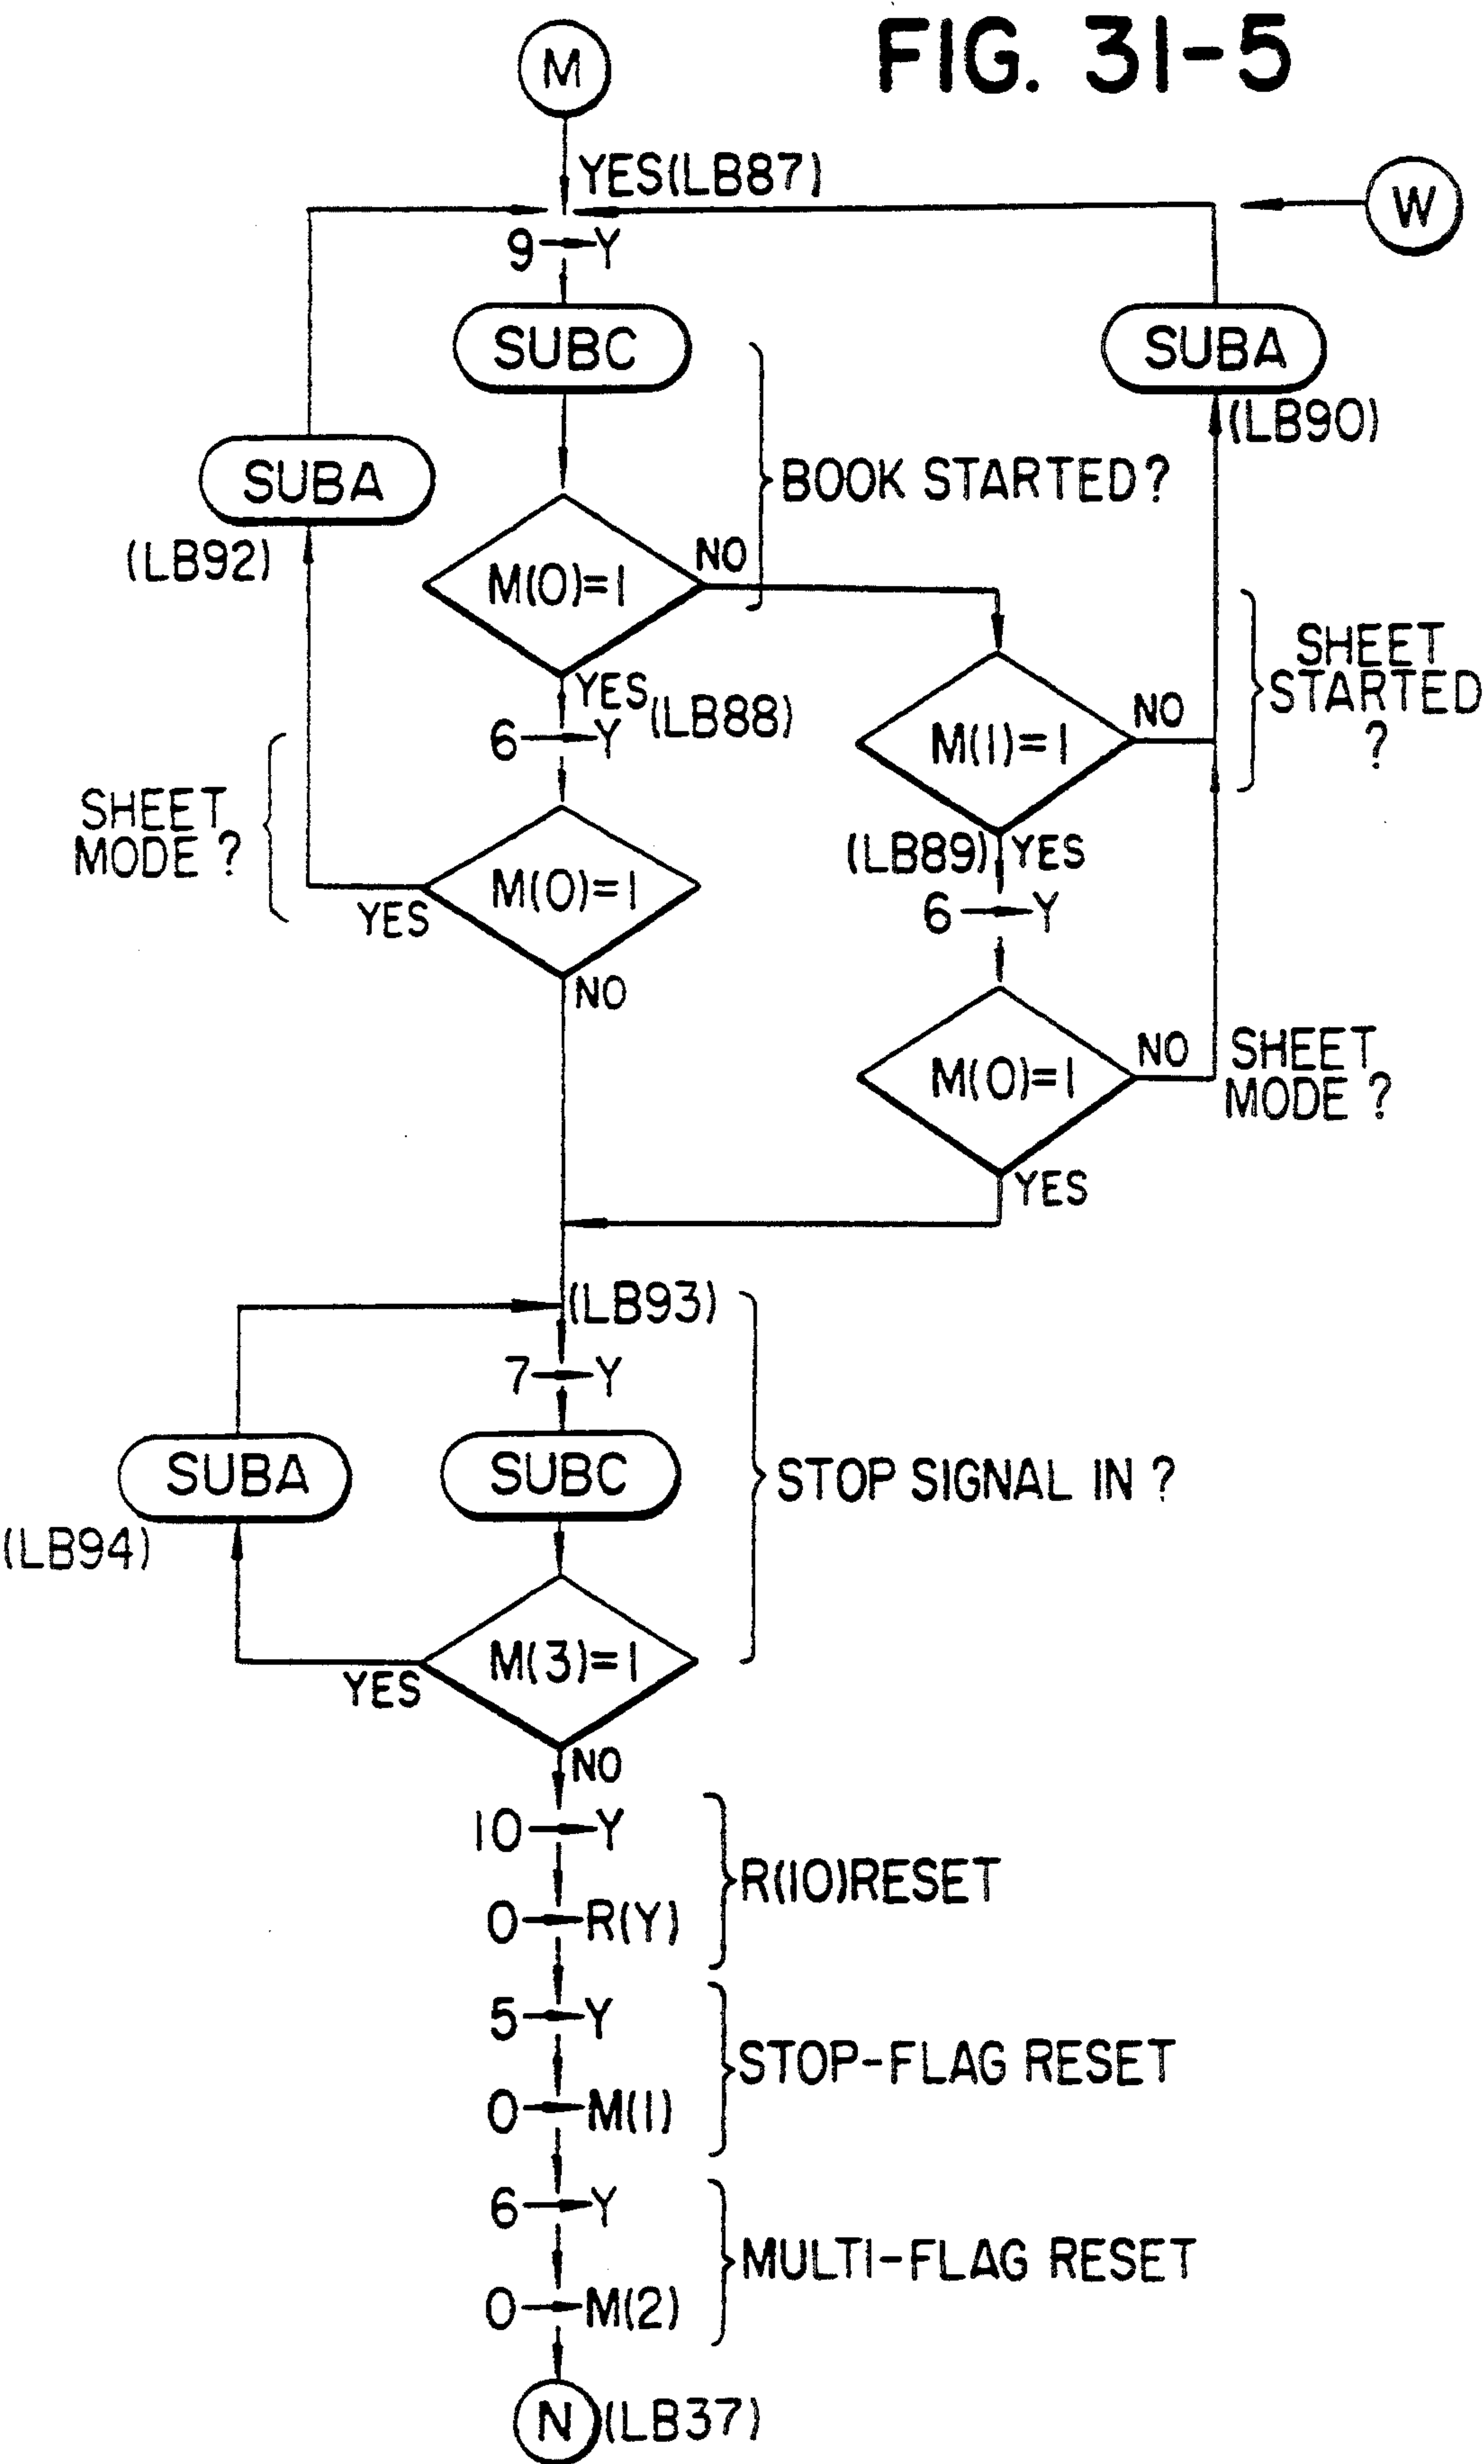 FIG. 31-5
M
YES(LB87)
W
9→Y
SUBC
SUBA
(LB90)
SUBA
(LB92)
BOOK STARTED?
M(0)=1
NO
YES
(LB88)
6→Y
SHEET
STARTED
?
M(1)=1
NO
SHEET
MODE ?
M(0)=1
YES
NO
(LB89)
YES
6→Y
M(0)=1
NO
SHEET
MODE ?
YES
(LB93)
7→Y
SUBA
SUBC
STOP SIGNAL IN ?
(LB94)
M(3)=1
YES
NO
10→Y
R(10)RESET
0→R(Y)
5→Y
STOP-FLAG RESET
0→M(1)
6→Y
MULTI-FLAG RESET
0→M(2)
N
(LB37)